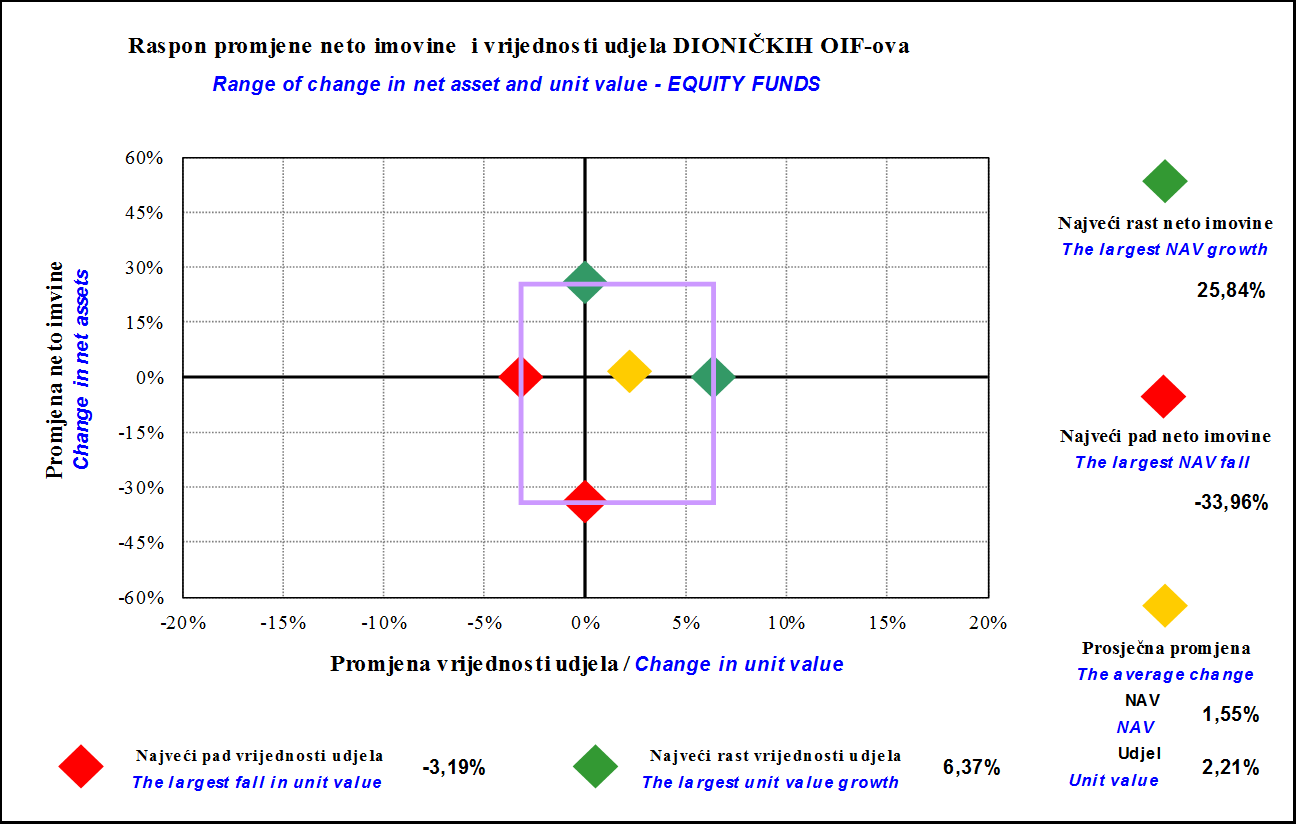 Raspon promjene neto imovine i vrijednosti udjela DIONIČKIH OIF-ova
Range of change in net asset and unit value - EQUITY FUNDS
Promjena neto imvine
Change in net assets
60%
45%
30%
15%
0%
-15%
-30%
-45%
-60%
-20%
-15%
-10%
-5%
0%
5%
10%
15%
20%
Promjena vrijednosti udjela / Change in unit value
Najveći rast neto imovine
The largest NAV growth
25,84%
Najveći pad neto imovine
The largest NAV fall
-33,96%
Prosječna promjena
The average change
NAV
NAV
1,55%
Udjel
Unit value
2,21%
Najveći pad vrijednosti udjela
The largest fall in unit value
-3,19%
Najveći rast vrijednosti udjela
The largest unit value growth
6,37%